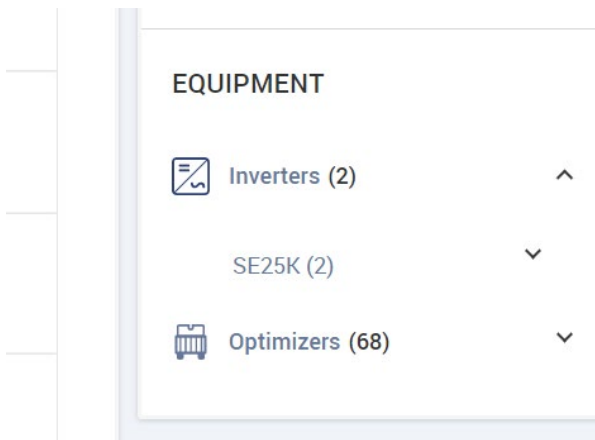 EQUIPMENT
Inverters (2)
SE25K (2)
Optimizers (68)